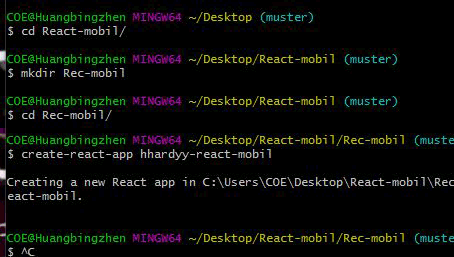 COE@Huangbingzhen MINGW64 ~/Desktop (muster)
$ cd React-mobil/
COE@Huangbingzhen MINGW64 ~/Desktop/React-mobil (muster)
$ mkdir Rec-mobil
COE@Huangbingzhen MINGW64 ~/Desktop/React-mobil (muster)
$ cd Rec-mobil/
COE@Huangbingzhen MINGW64 ~/Desktop/React-mobil/Rec-mobil (muste
$ create-react-app hhardyy-react-mobil
Creating a new React app in C:\Users\COE\Desktop\React-mobil\Rec
eact-mobil.
COE@Huangbingzhen MINGW64 ~/Desktop/React-mobil/Rec-mobil (muste
$ ^C